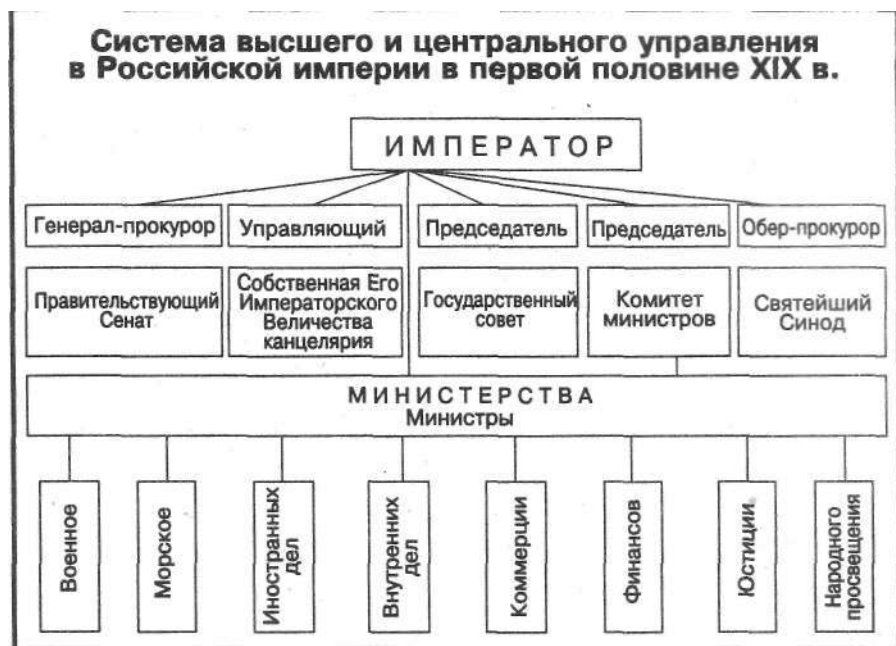 Система высшего и центрального управления
в Российской империи в первой половине XIX в.
ИМПЕРАТОР
Генерал-прокурор
Управляющий
Председатель
Председатель
Обер-прокурор
Правительствующий
Сенат
Собственная Его
Императорского
Величества
канцелярия
Государственный
совет
Комитет
министров
Святейший
Синод
МИНИСТЕРСТВА
Министры
Военное
Морское
Иностранных
дел
Внутренних
дел
Коммерции
Финансов
Юстиции
Народного
просвещения